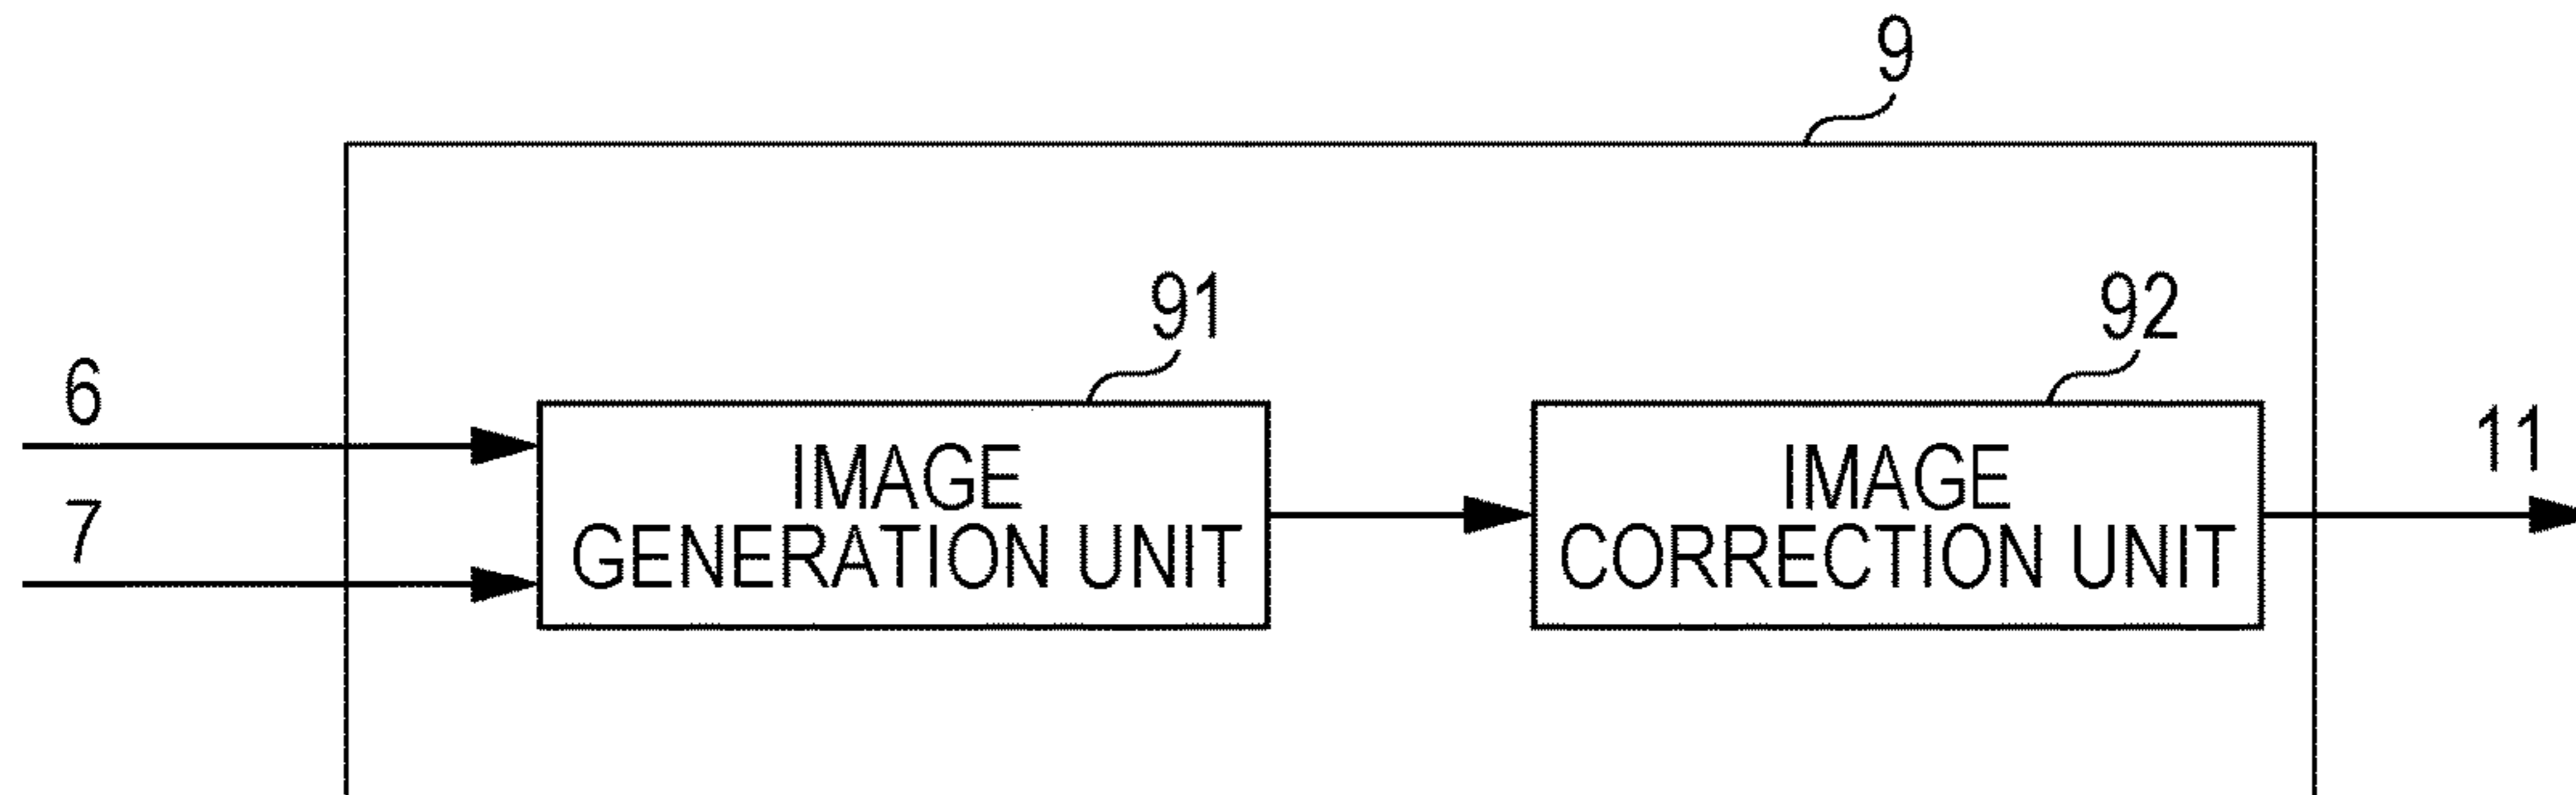 9
91
92
6
7
11
IMAGE
GENERATION UNIT
IMAGE
CORRECTION UNIT